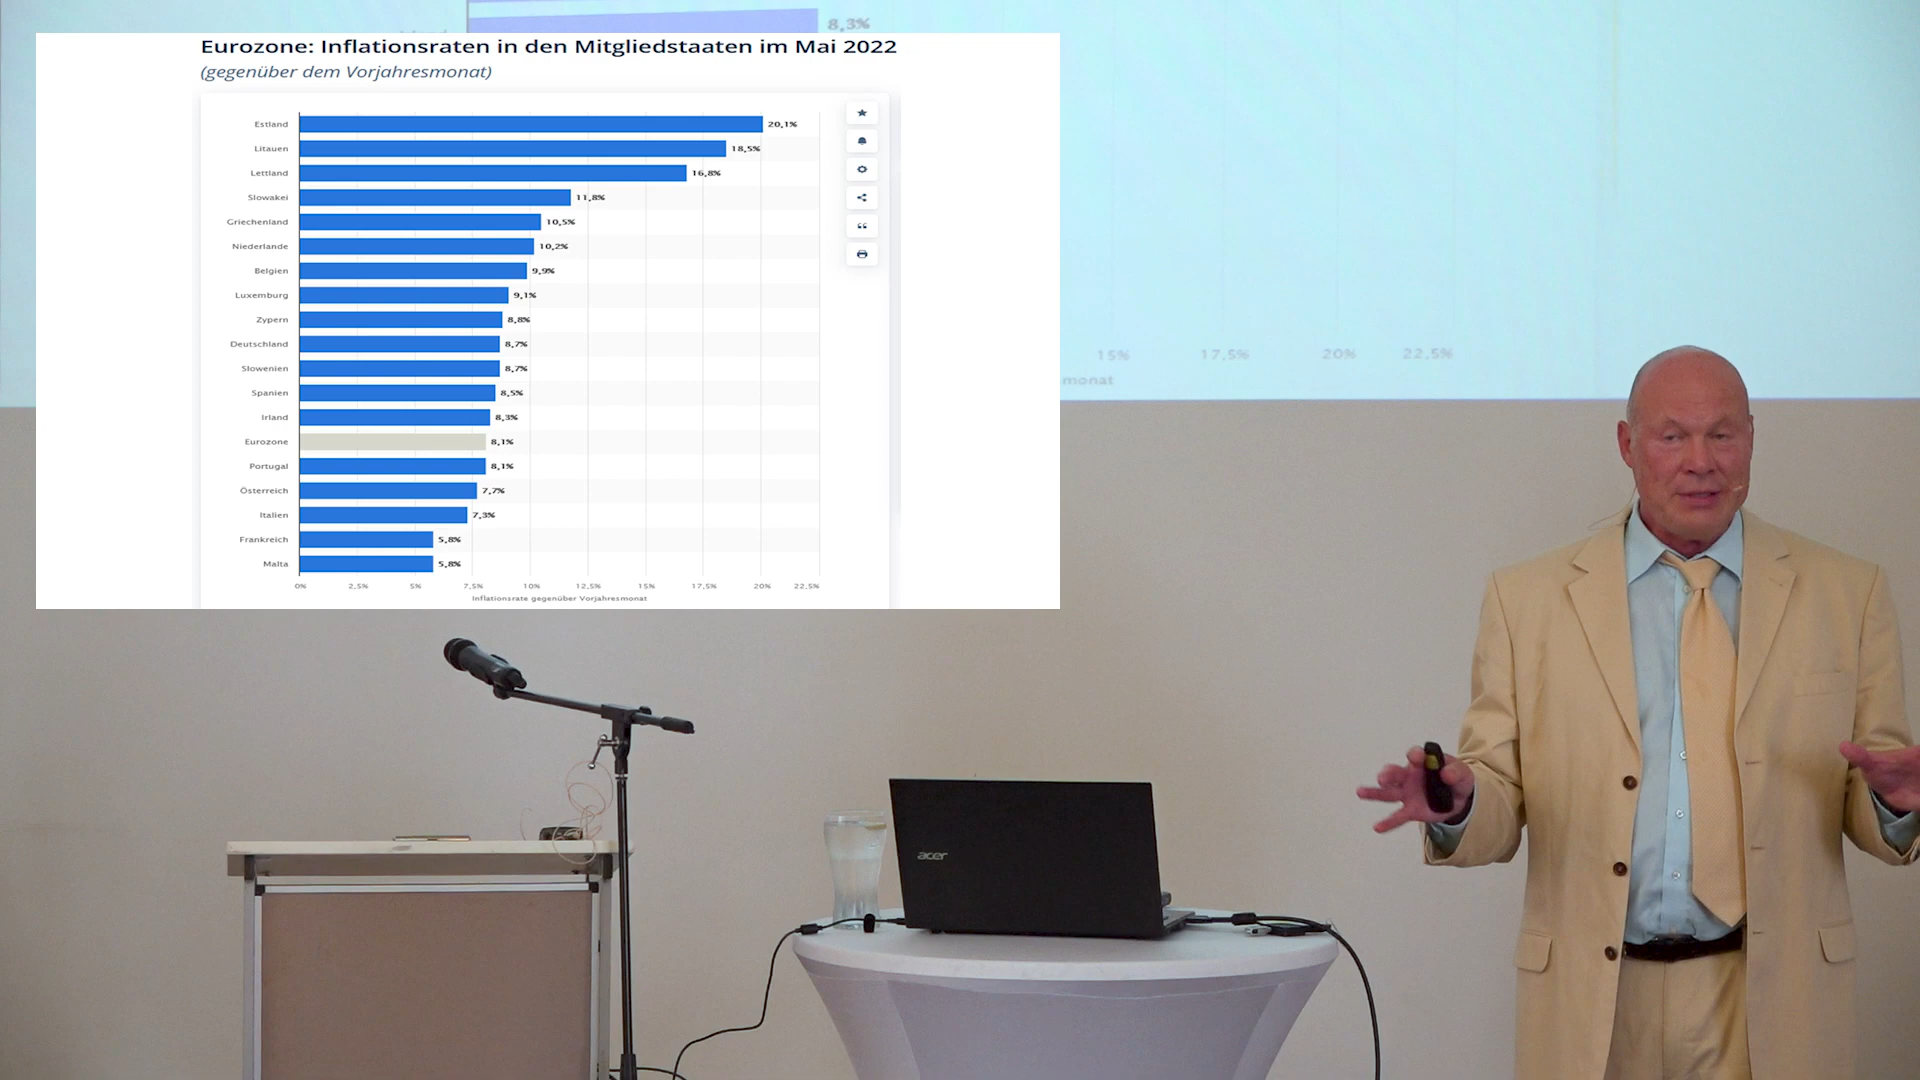 8,3%
Eurozone: Inflationsraten in den Mitgliedstaaten im Mai 2022
(gegenüber dem Vorjahresmonat)
Estland 20,1%
Litauen 18,5%
Lettland 16,8%
Slowakei 11,8%
Griechenland 10,5%
Niederlande 10,2%
Belgien 9,9%
Luxemburg 9,1%
Zypern 8,8%
Deutschland 8,7%
Slowenien 8,7%
Spanien 8,5%
Irland 8,3%
Eurozone 8,1%
Portugal 8,1%
Österreich 7,7%
Italien 7,3%
Frankreich 5,8%
Malta 5,8%
0% 2,5% 5% 7,5% 10% 12,5% 15% 17,5% 20% 22,5%
Inflationsrate gegenüber Vorjahresmonat
15% 17,5% 20% 22,5%
monat
acer